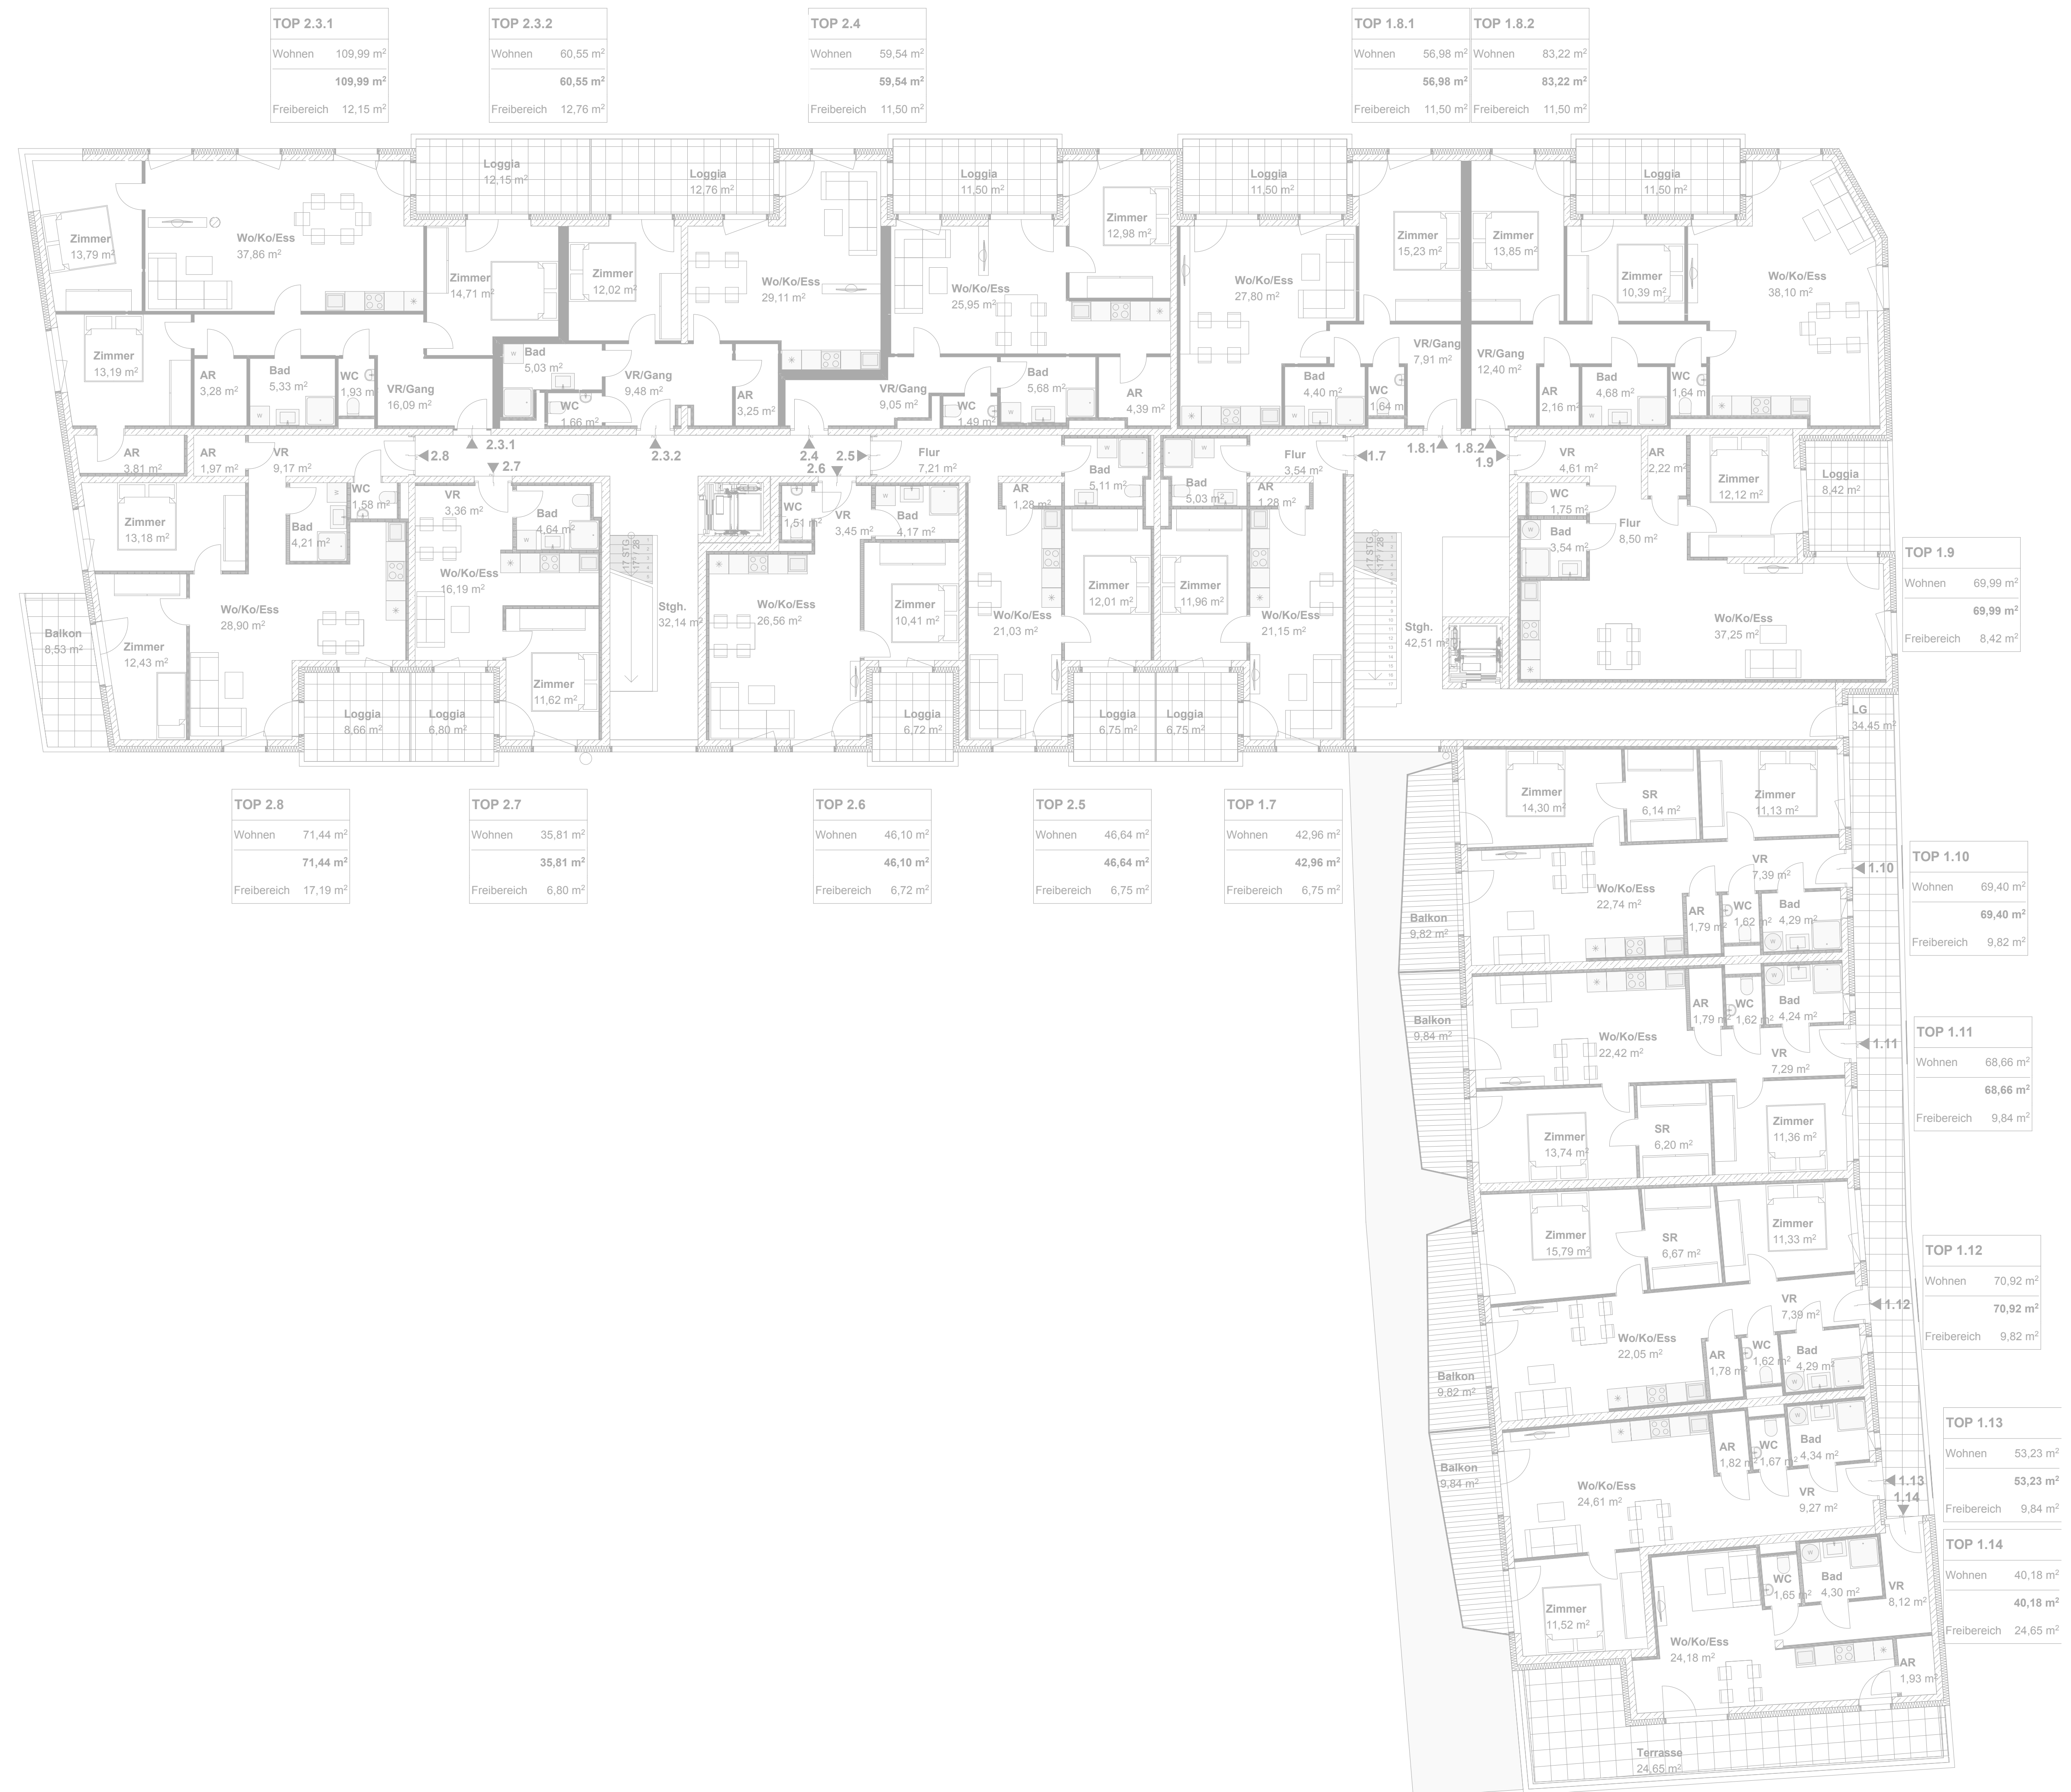 TOP 2.3.1
Wohnen 109,99 m²
109,99 m²
Freibereich 12,15 m²
TOP 2.3.2
Wohnen 60,55 m²
60,55 m²
Freibereich 12,76 m²
TOP 2.4
Wohnen 59,54 m²
59,54 m²
Freibereich 11,50 m²
TOP 1.8.1
Wohnen 56,98 m²
56,98 m²
Freibereich 11,50 m²
TOP 1.8.2
Wohnen 83,22 m²
83,22 m²
Freibereich 11,50 m²
Zimmer
13,79 m²
Wo/Ko/Ess
37,86 m²
Loggia
12,15 m²
Zimmer
14,71 m²
Zimmer
13,19 m²
AR
3,28 m²
Bad
5,33 m²
W
WC
1,93 m
VR/Gang
16,09 m²
AR
3,81 m²
2.3.1
Loggia
12,76 m²
Zimmer
12,02 m²
Wo/Ko/Ess
29,11 m²
W
Bad
5,03 m²
WC
1,66 m²
VR/Gang
9,48 m²
AR
3,25 m²
2.3.2
Loggia
11,50 m²
Zimmer
12,98 m²
Wo/Ko/Ess
25,95 m²
VR/Gang
9,05 m²
WC
1,49 m²
Bad
5,68 m²
W
AR
4,39 m²
2.4
Loggia
11,50 m²
Zimmer
15,23 m²
Wo/Ko/Ess
27,80 m²
VR/Gang
7,91 m²
Bad
4,40 m²
W
WC
1,64 m
1.8.1
Zimmer
13,85 m²
Loggia
11,50 m²
Zimmer
10,39 m²
Wo/Ko/Ess
38,10 m²
VR/Gang
12,40 m²
AR
2,16 m²
Bad
4,68 m²
W
WC
1,64 m
1.8.2
AR
1,97 m²
VR
9,17 m²
2.8
WC
1,58 m²
W
Bad
4,21 m²
Zimmer
13,18 m²
Wo/Ko/Ess
28,90 m²
Zimmer
12,43 m²
Balkon
8,53 m²
Loggia
8,66 m²
2.7
VR
3,36 m²
Bad
4,64 m²
W
Wo/Ko/Ess
16,19 m²
Zimmer
11,62 m²
Loggia
6,80 m²
Stgh.
32,14 m²
2.6
WC
1,51 m²
VR
3,45 m²
W
Bad
4,17 m²
Wo/Ko/Ess
26,56 m²
Zimmer
10,41 m²
Loggia
6,72 m²
2.5
Flur
7,21 m²
W
Bad
5,11 m²
AR
1,28 m²
Zimmer
12,01 m²
Wo/Ko/Ess
21,03 m²
Loggia
6,75 m²
1.7
Flur
3,54 m²
W
Bad
5,03 m²
AR
1,28 m²
Zimmer
11,96 m²
Wo/Ko/Ess
21,15 m²
Loggia
6,75 m²
Stgh.
42,51 m²
1.9
VR
4,61 m²
AR
2,22 m²
WC
1,75 m²
Flur
8,50 m²
Bad
3,54 m²
W
Zimmer
12,12 m²
Loggia
8,42 m²
Wo/Ko/Ess
37,25 m²
TOP 1.9
Wohnen 69,99 m²
69,99 m²
Freibereich 8,42 m²
LG
34,45 m²
TOP 2.8
Wohnen 71,44 m²
71,44 m²
Freibereich 17,19 m²
TOP 2.7
Wohnen 35,81 m²
35,81 m²
Freibereich 6,80 m²
TOP 2.6
Wohnen 46,10 m²
46,10 m²
Freibereich 6,72 m²
TOP 2.5
Wohnen 46,64 m²
46,64 m²
Freibereich 6,75 m²
TOP 1.7
Wohnen 42,96 m²
42,96 m²
Freibereich 6,75 m²
Zimmer
14,30 m²
SR
6,14 m²
Zimmer
11,13 m²
VR
7,39 m²
1.10
Wo/Ko/Ess
22,74 m²
AR
1,79 m²
WC
1,62 m²
Bad
4,29 m²
W
Balkon
9,82 m²
TOP 1.10
Wohnen 69,40 m²
69,40 m²
Freibereich 9,82 m²
Balkon
9,84 m²
Wo/Ko/Ess
22,42 m²
AR
1,79 m²
WC
1,62 m²
W
Bad
4,24 m²
VR
7,29 m²
1.11
Zimmer
13,74 m²
SR
6,20 m²
Zimmer
11,36 m²
TOP 1.11
Wohnen 68,66 m²
68,66 m²
Freibereich 9,84 m²
Zimmer
15,79 m²
SR
6,67 m²
Zimmer
11,33 m²
VR
7,39 m²
1.12
Wo/Ko/Ess
22,05 m²
AR
1,78 m²
WC
1,62 m²
Bad
4,29 m²
W
Balkon
9,82 m²
TOP 1.12
Wohnen 70,92 m²
70,92 m²
Freibereich 9,82 m²
Balkon
9,84 m²
Wo/Ko/Ess
24,61 m²
AR
1,82 m²
WC
1,67 m²
W
Bad
4,34 m²
VR
9,27 m²
1.13
Zimmer
11,52 m²
TOP 1.13
Wohnen 53,23 m²
53,23 m²
Freibereich 9,84 m²
1.14
WC
1,65 m²
W
Bad
4,30 m²
VR
8,12 m²
Wo/Ko/Ess
24,18 m²
AR
1,93 m²
Terrasse
24,65 m²
TOP 1.14
Wohnen 40,18 m²
40,18 m²
Freibereich 24,65 m²